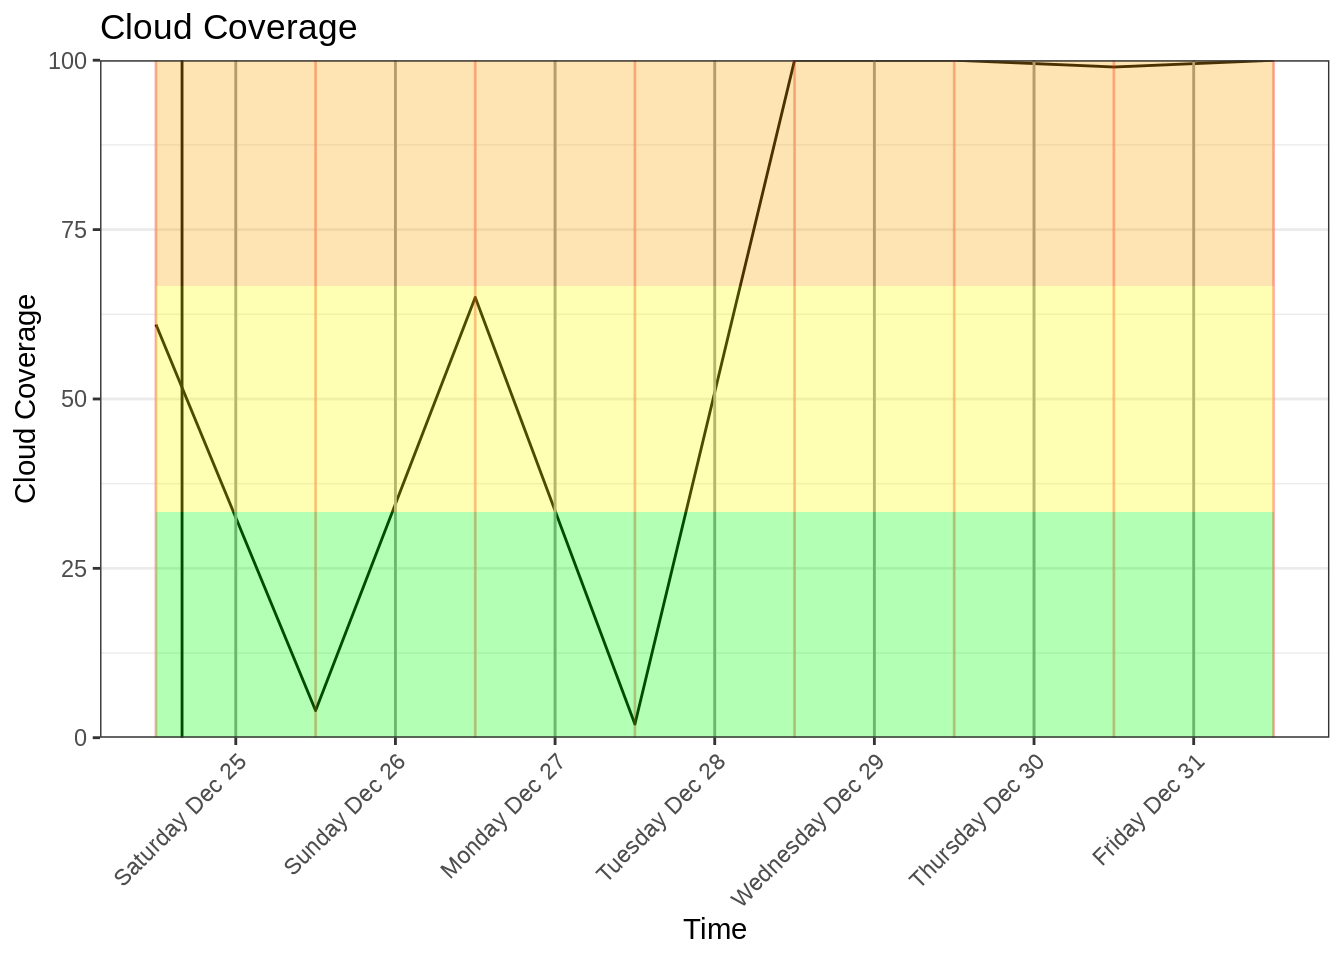 Cloud Coverage
100
75
50
25
0
Cloud Coverage
Saturday Dec 25
Sunday Dec 26
Monday Dec 27
Tuesday Dec 28
Wednesday Dec 29
Thursday Dec 30
Friday Dec 31
Time